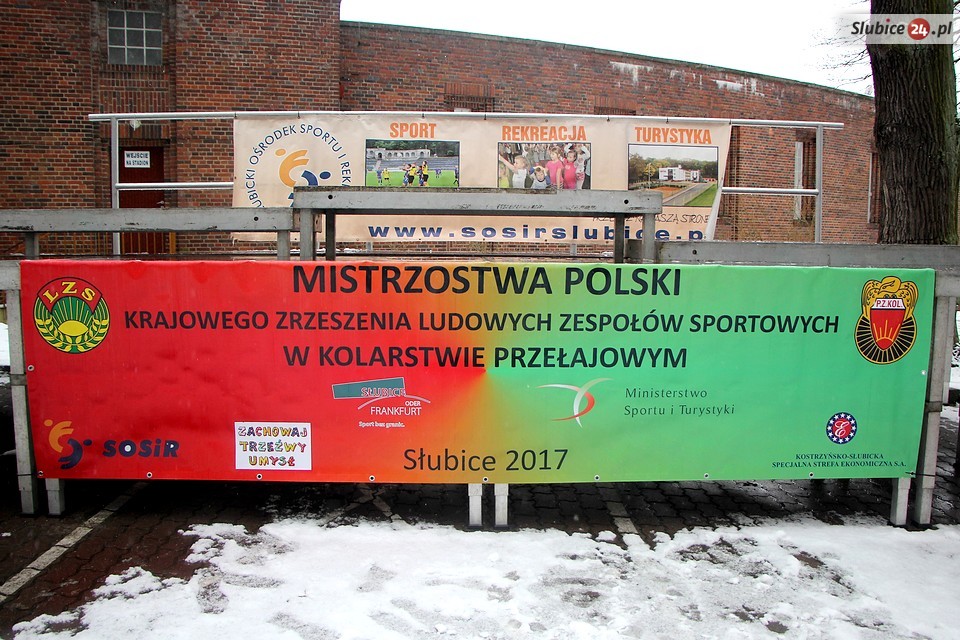 Slubice24.pl
SŁUBICKI OŚRODEK SPORTU I
SPORT
REKREACJA
TURYSTYKA
WEJŚCIE
NA STADION
www.sosirslubice.p
MISTRZOSTWA POLSKI
KRAJOWEGO ZRZESZENIA LUDOWYCH ZESPOŁÓW SPORTOWYCH
W KOLARSTWIE PRZEŁAJOWYM
LZS
P.Z.KOL.
SŁUBICE
ODER
FRANKFURT
Sport bez granic.
Ministerstwo
Sportu i Turystyki
SOSiR
ZACHOWAJ
TRZEŹWY
UMYSŁ
Słubice 2017
KOSTRZYŃSKO-SŁUBICKA
SPECJALNA STREFA EKONOMICZNA S.A.